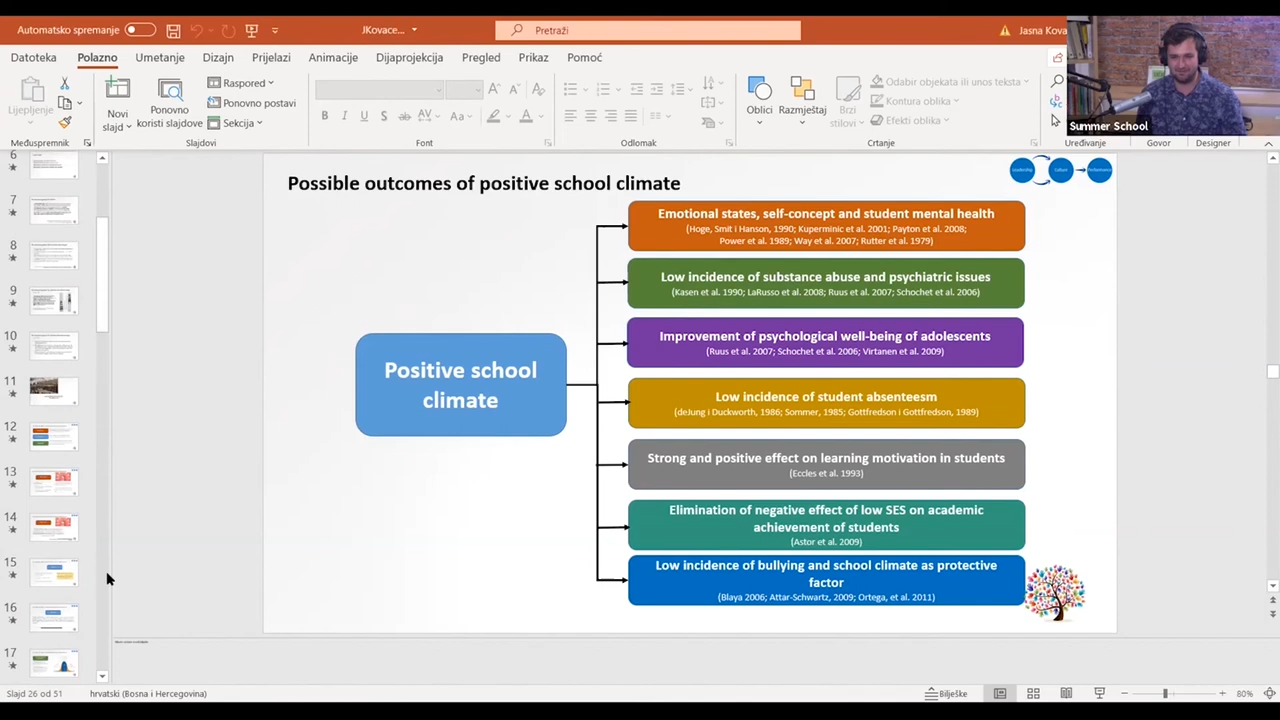 Automatsko spremanje
JKovace...
Pretraži
Jasna Kova
Datoteka
Polazno
Umetanje
Dizajn
Prijelazi
Animacije
Dijaprojekcija
Pregled
Prikaz
Pomoć
Summer School
Lijepljenje
Novi slajd
Ponovno koristi slajdove
Raspored
Ponovno postavi
Sekcija
Oblici
Razmještaj
Brzi stilovi
Odabir objekata ili unos teksta
Kontura oblika
Efekti oblika
Međuspremnik
Slajdovi
Font
Odlomak
Crtanje
Uređivanje
Govor
Designer
6
7
8
9
10
11
13
14
15
16
17
Possible outcomes of positive school climate
Leadership
Culture
Performance
Positive school
climate
Emotional states, self-concept and student mental health
(Hoge, Smit i Hanson, 1990; Kuperminic et al. 2001; Payton et al. 2008;
Power et al. 1989; Way et al. 2007; Rutter et al. 1979)
Low incidence of substance abuse and psychiatric issues
(Kasen et al. 1990; LaRusso et al. 2008; Ruus et al. 2007; Schochet et al. 2006)
Improvement of psychological well-being of adolescents
(Ruus et al. 2007; Schochet et al. 2006; Virtanen et al. 2009)
Low incidence of student absenteesm
(deJung i Duckworth, 1986; Sommer, 1985; Gottfredson i Gottfredson, 1989)
Strong and positive effect on learning motivation in students
(Eccles et al. 1993)
Elimination of negative effect of low SES on academic
achievement of students
(Astor et al. 2009)
Low incidence of bullying and school climate as protective
factor
(Blaya 2006; Attar-Schwartz, 2009; Ortega, et al. 2011)
Slajd 26 od 51
hrvatski (Bosna i Hercegovina)
Bilješke
80%